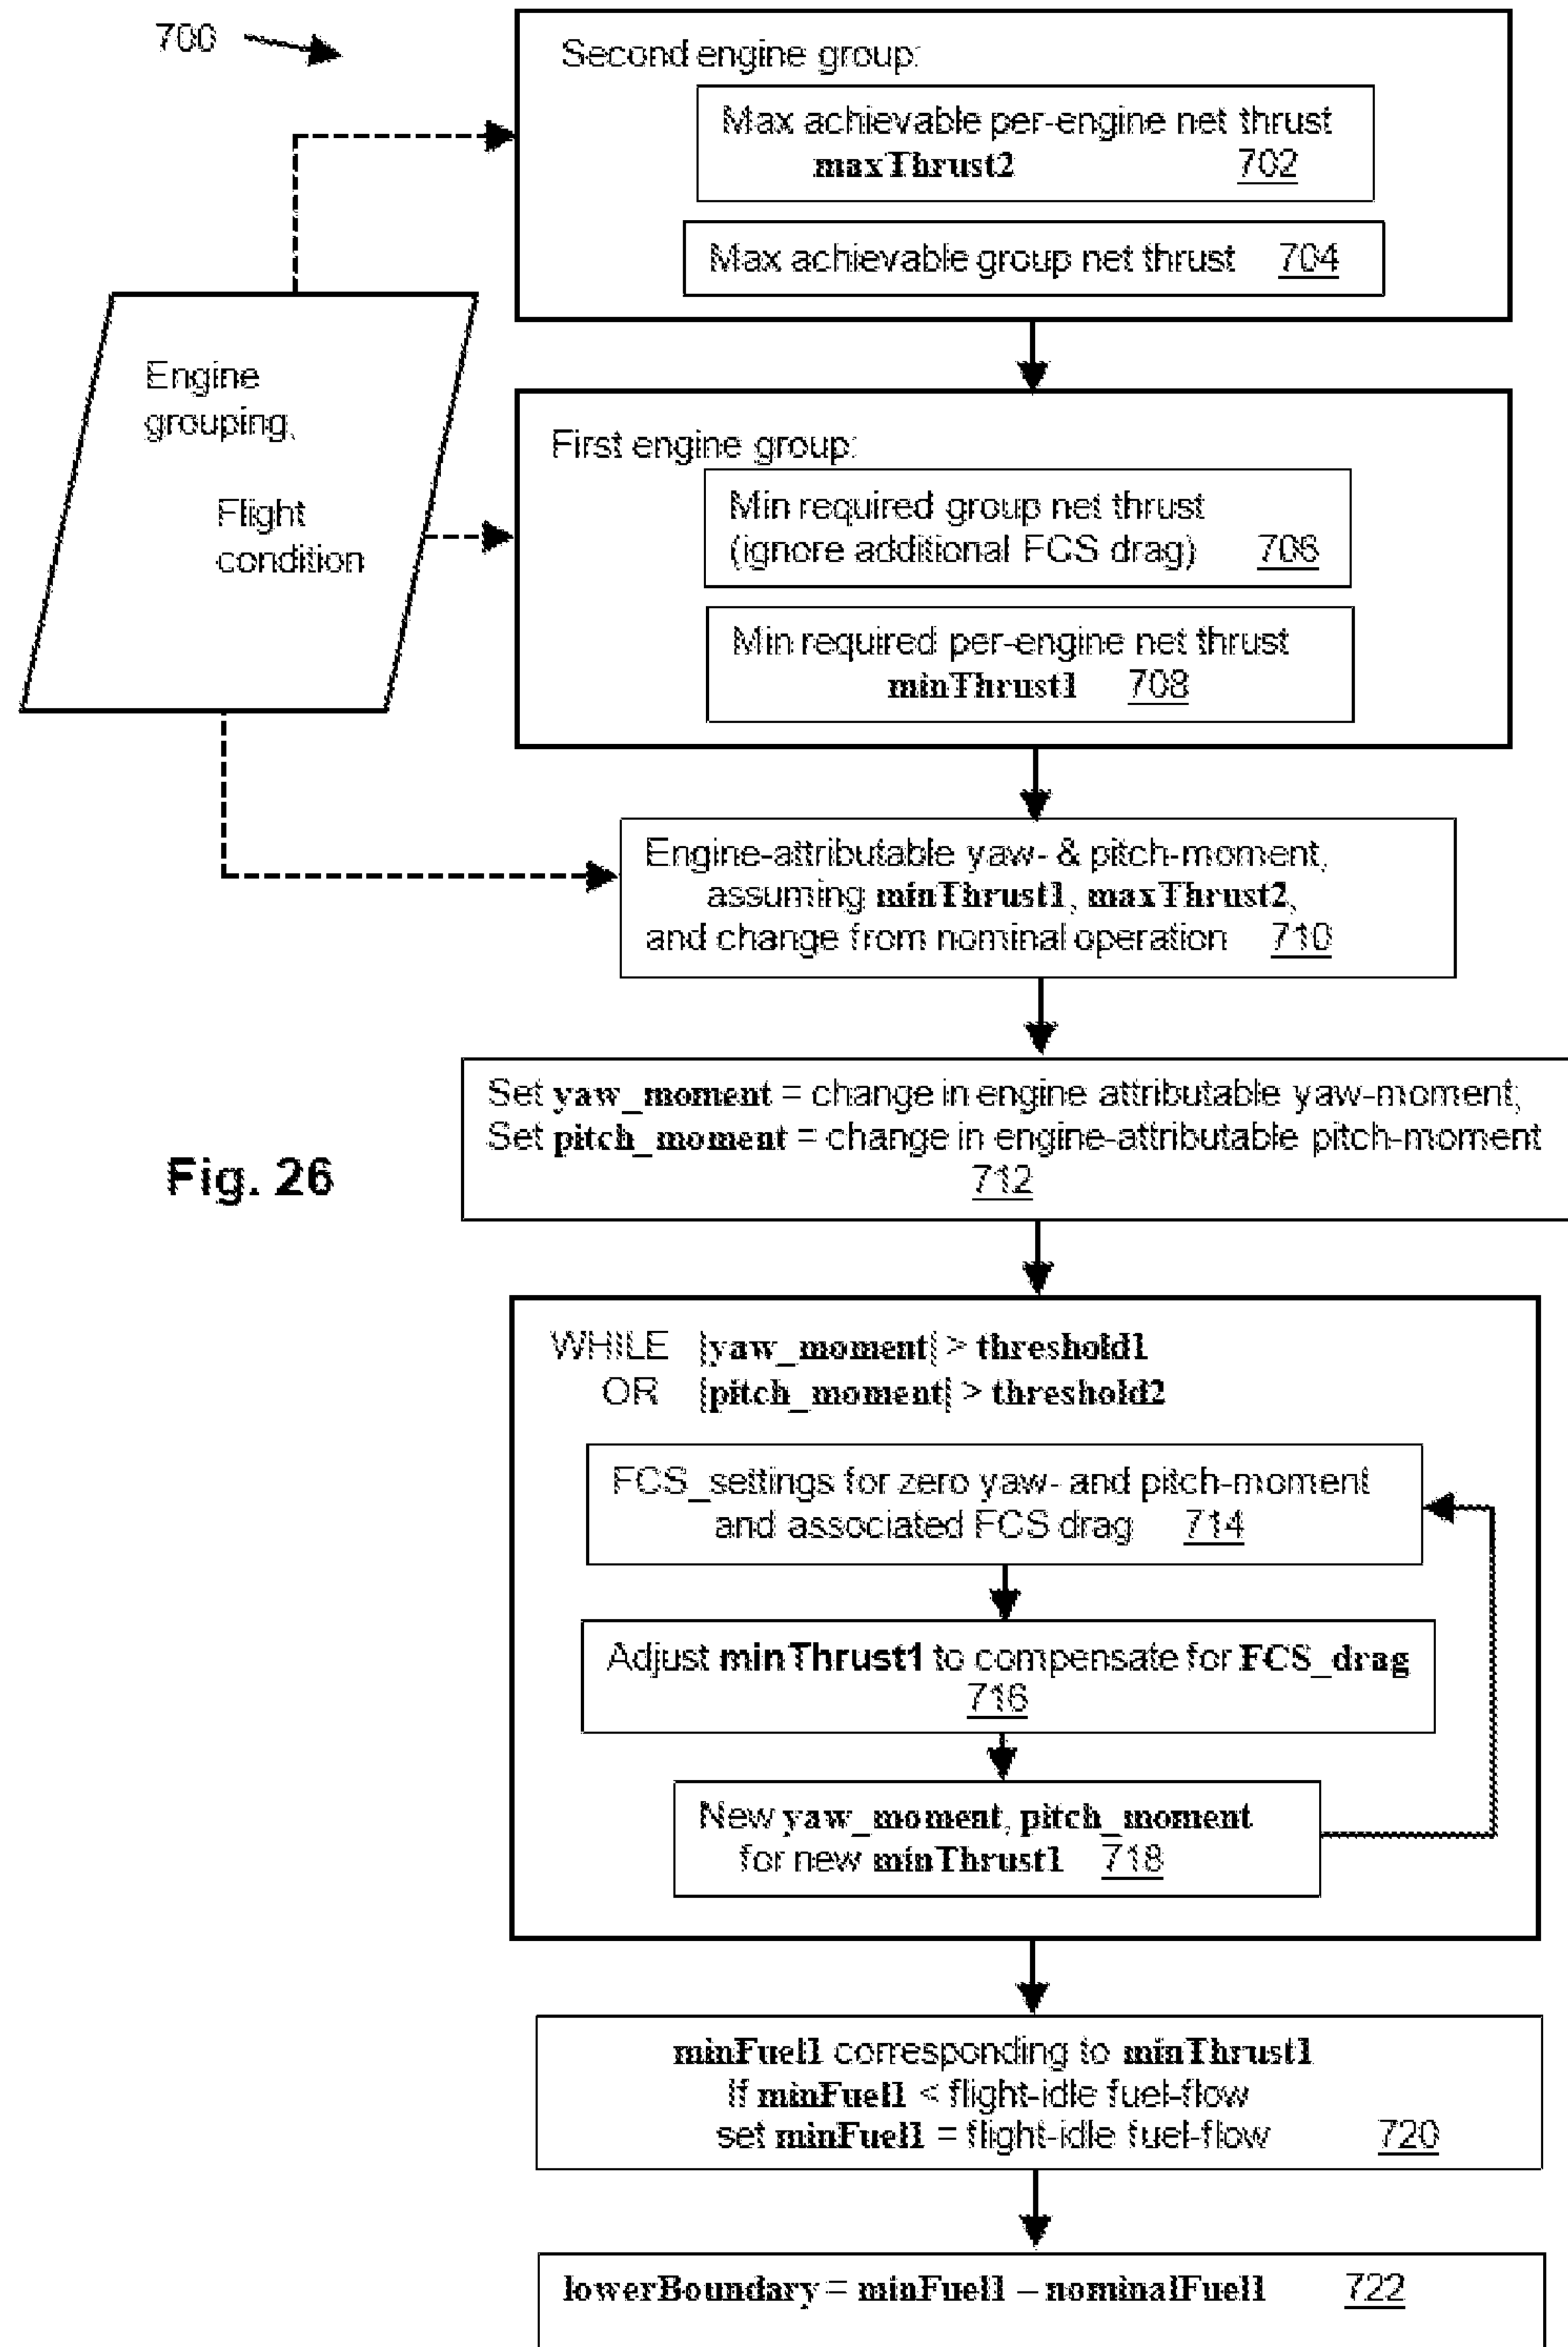 700
Second engine group:
Max achievable per-engine net thrust
maxThrust2 702
Max achievable group net thrust 704
Engine
grouping,
Flight
condition
First engine group:
Min required group net thrust
(ignore additional FCS drag) 706
Min required per-engine net thrust
minThrust1 708
Engine-attributable yaw- & pitch-moment,
assuming minThrust1, maxThrust2,
and change from nominal operation 710
Set yaw_moment = change in engine attributable yaw-moment;
Set pitch_moment = change in engine-attributable pitch-moment
712
Fig. 26
WHILE |yaw_moment| > threshold1
OR |pitch_moment| > threshold2
FCS_settings for zero yaw- and pitch-moment
and associated FCS drag 714
Adjust minThrust1 to compensate for FCS_drag
716
New yaw_moment, pitch_moment
for new minThrust1 718
minFuel1 corresponding to minThrust1
If minFuel1 < flight-idle fuel-flow
set minFuel1 = flight-idle fuel-flow 720
lowerBoundary = minFuel1 – nominalFuel1 722